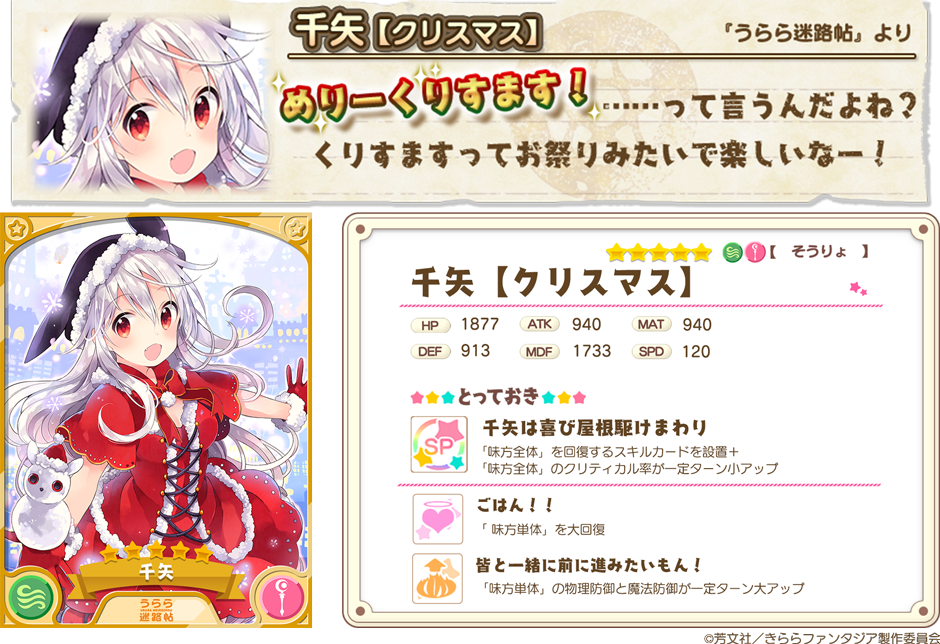 千矢【クリスマス】
『うらら迷路帖』より
めりーくりすます！……って言うんだよね？
くりすますってお祭りみたいで楽しいなー！
【 そうりょ 】
千矢【クリスマス】
HP 1877 ATK 940 MAT 940
DEF 913 MDF 1733 SPD 120
とっておき
SP
千矢は喜び屋根駆けまわり
「味方全体」を回復するスキルカードを設置＋
「味方全体」のクリティカル率が一定ターン小アップ
ごはん！！
「 味方単体」を大回復
皆と一緒に前に進みたいもん！
「味方単体」の物理防御と魔法防御が一定ターン大アップ
千矢
うらら
迷路帖
©芳文社／きららファンタジア製作委員会